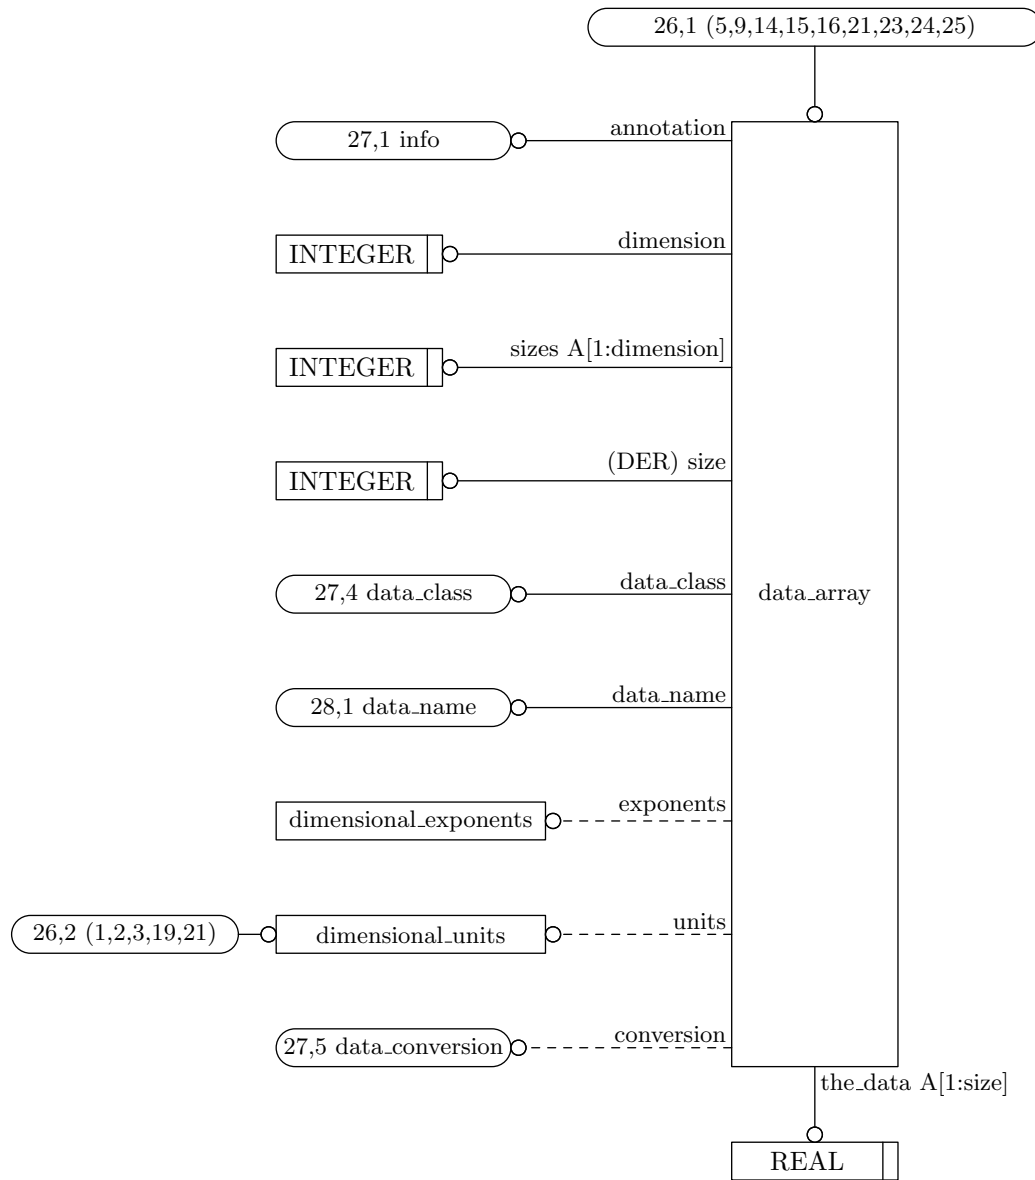 26,1 (5,9,14,15,16,21,23,24,25)
27,1 info
annotation
INTEGER
dimension
INTEGER
sizes A[1:dimension]
INTEGER
(DER) size
27,4 data_class
data_class
data_array
28,1 data_name
data_name
dimensional_exponents
exponents
26,2 (1,2,3,19,21)
dimensional_units
units
27,5 data_conversion
conversion
the_data A[1:size]
REAL